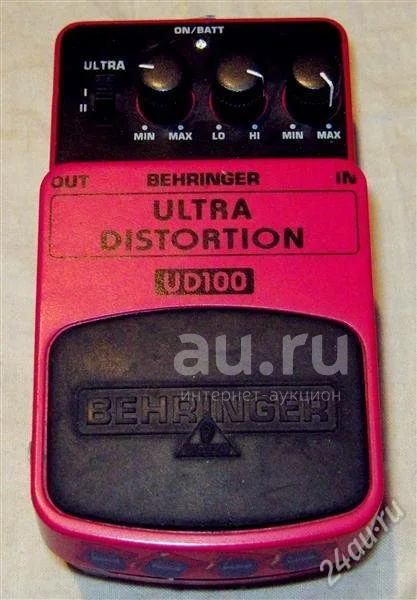 ON/BATT
ULTRA
I
II
MIN MAX LO HI MIN MAX
OUT BEHRINGER IN
ULTRA
DISTORTION
UD100
au.ru
интернет-аукцион
BEHRINGER
24au.ru